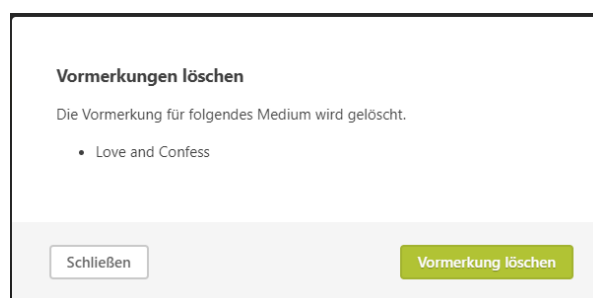 Vormerkungen löschen
Die Vormerkung für folgendes Medium wird gelöscht.
• Love and Confess
Schließen
Vormerkung löschen